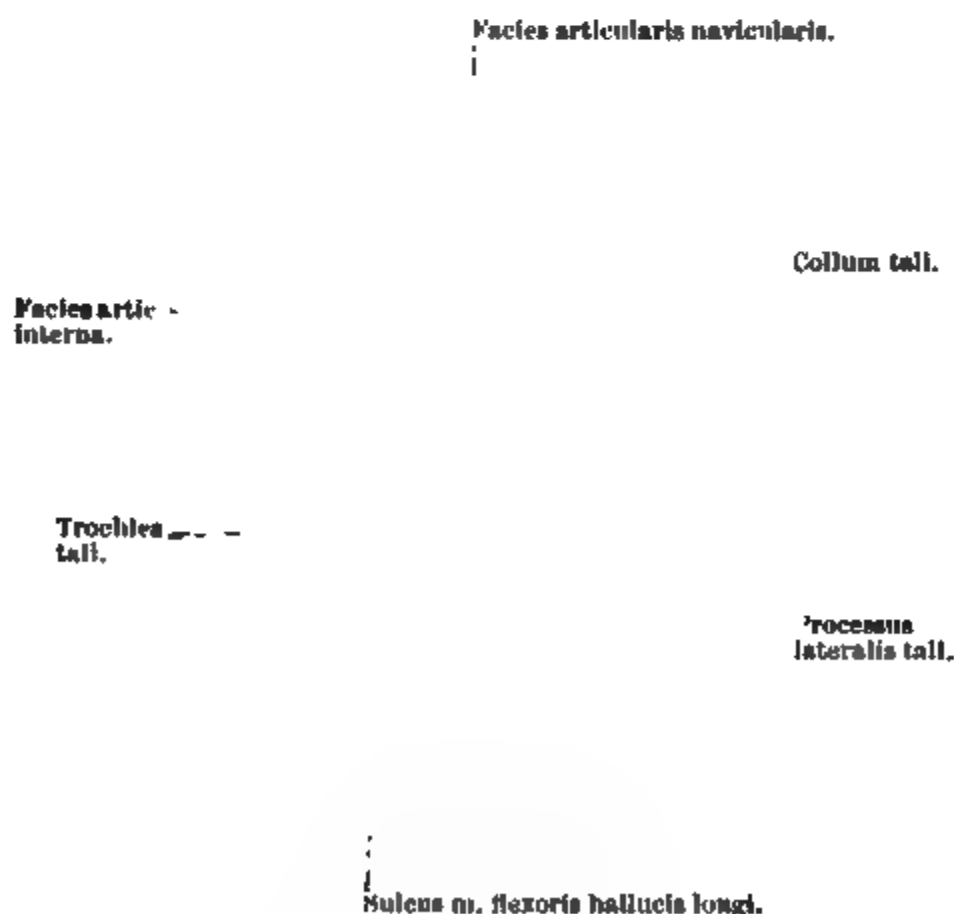 Facies articularis navicularis.
Collum tali.
Facies artic
interna.
Trochlea
tali.
Processus
lateralis tali.
Sulcus m. flexoris hallucis longi.